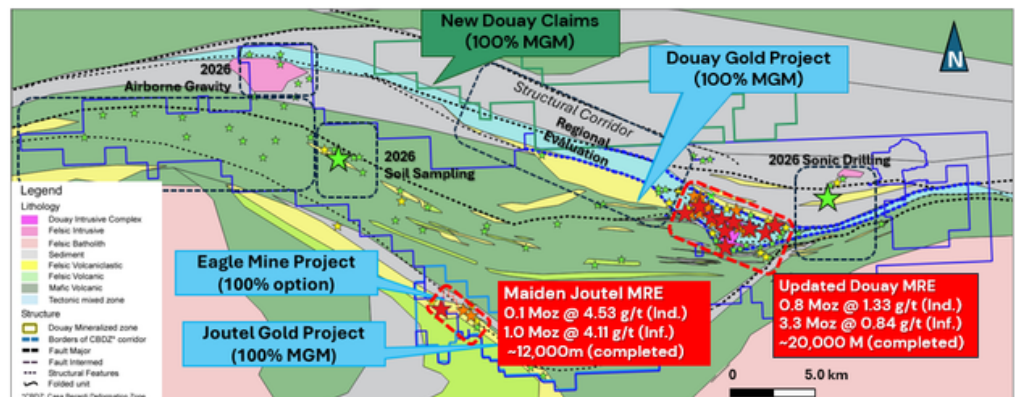 New Douay Claims
(100% MGM)
Douay Gold Project
(100% MGM)
N
2026
Airborne Gravity
Structural Corridor
Regional
Evaluation
2026
Soil Sampling
2026 Sonic Drilling
Legend
Lithology
Douay Intrusive Complex
Felsic Intrusive
Felsic Batholith
Sediment
Felsic Volcaniclastic
Felsic Volcanic
Mafic Volcanic
Tectonic mixed zone
Structure
Douay Mineralized zone
Borders of CBDZ* corridor
Fault Major
Fault Intermed
Structural Features
Folded unit
Eagle Mine Project
(100% option)
Joutel Gold Project
(100% MGM)
Maiden Joutel MRE
0.1 Moz @ 4.53 g/t (Ind.)
1.0 Moz @ 4.11 g/t (Inf.)
~12,000m (completed)
Updated Douay MRE
0.8 Moz @ 1.33 g/t (Ind.)
3.3 Moz @ 0.84 g/t (Inf.)
~20,000 M (completed)
0 5.0 km